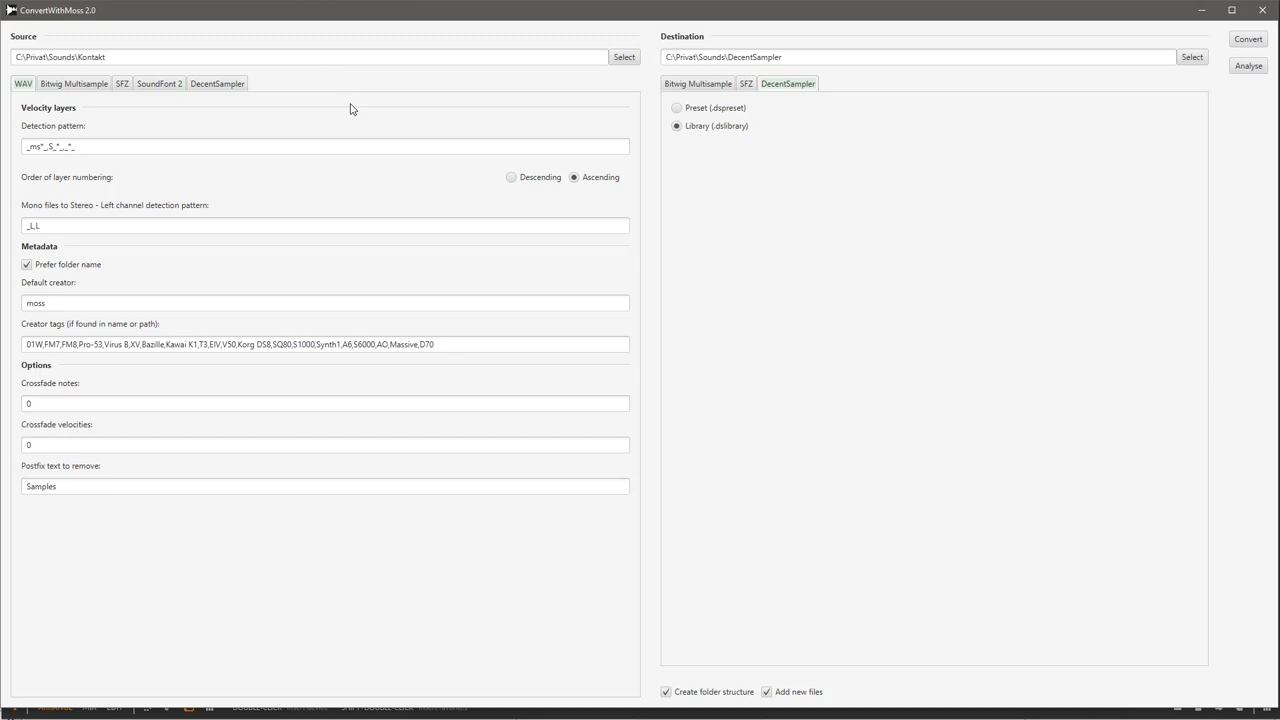 ConvertWithMoss 2.0
Source
C:\Privat\Sounds\Kontakt
Select
WAV
Bitwig Multisample
SFZ
SoundFont 2
DecentSampler
Velocity layers
Detection pattern:
_ms*_,S_*_,_*_
Order of layer numbering:
Descending
Ascending
Mono files to Stereo - Left channel detection pattern:
_L,L
Metadata
Prefer folder name
Default creator:
moss
Creator tags (if found in name or path):
01W,FM7,FM8,Pro-53,Virus B,XV,Bazille,Kawai K1,T3,EIV,V50,Korg DS8,SQ80,S1000,Synth1,A6,S6000,AO,Massive,D70
Options
Crossfade notes:
0
Crossfade velocities:
0
Postfix text to remove:
Samples
Destination
C:\Privat\Sounds\DecentSampler
Select
Bitwig Multisample
SFZ
DecentSampler
Preset (.dspreset)
Library (.dslibrary)
Create folder structure
Add new files
Convert
Analyse